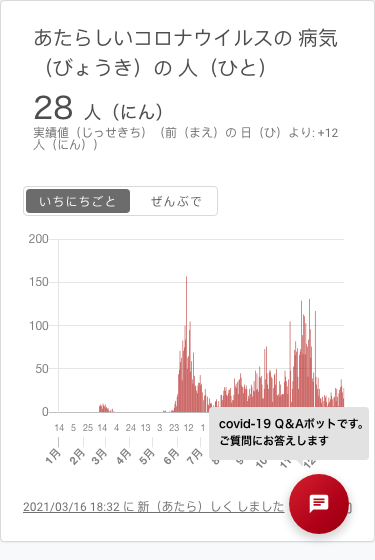 あたらしいコロナウイルスの 病気
（びょうき）の 人（ひと）
28 人（にん）
実績値（じっせきち）（前（まえ）の 日（ひ）より: +12
人（にん））
いちにちごと ぜんぶで
200
150
100
50
0
14 5 25 14 4 24 13 3 23 12 1
1月 2月 3月 4月 5月 6月 7月
covid-19 Q&Aボットです。
ご質問にお答えします
2021/03/16 18:32 に 新（あたら）しく しました